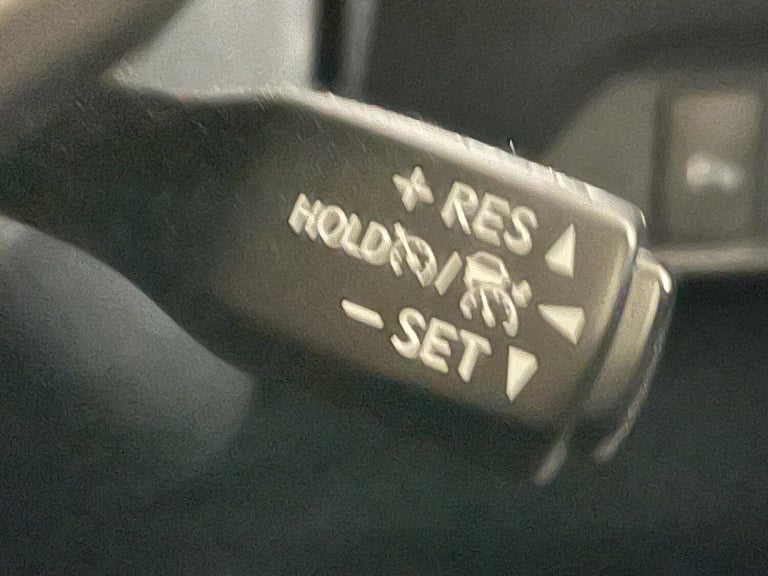 + RES ▲
HOLD / ◀
- SET ▼